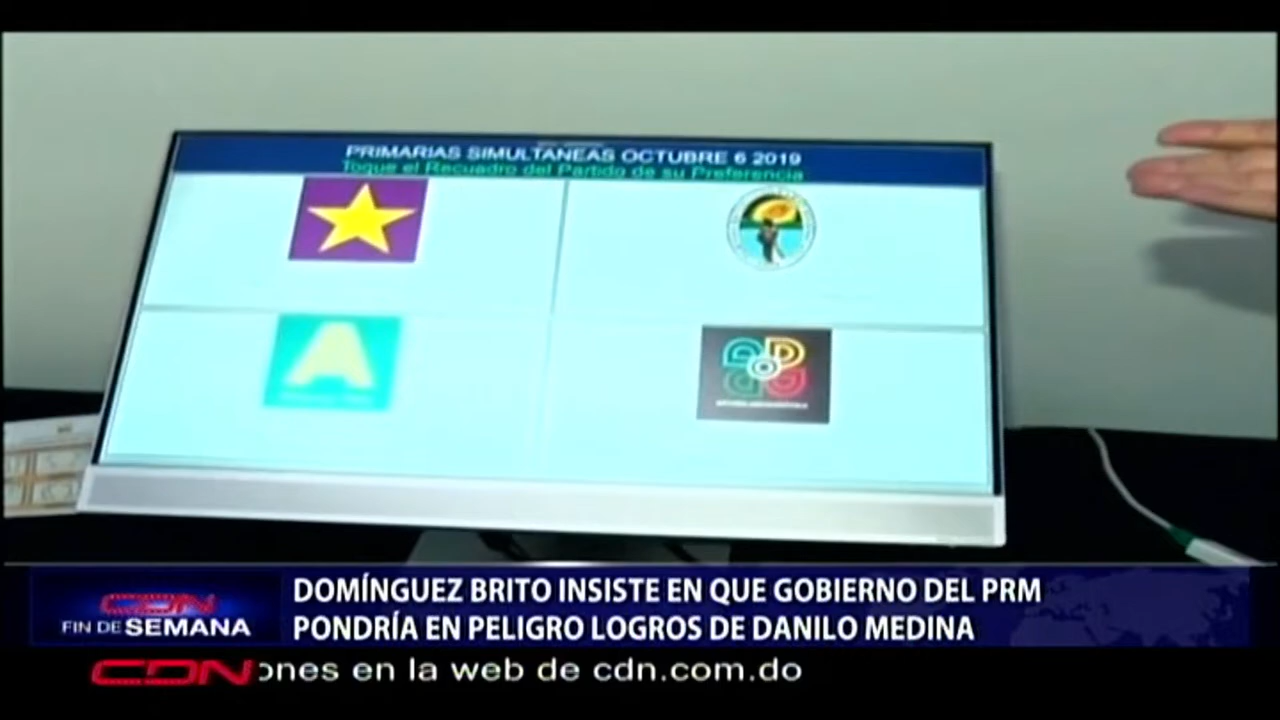 PRIMARIAS SIMULTANEAS OCTUBRE 6 2019
Toque el Recuadro del Partido de su Preferencia
A
DOMÍNGUEZ BRITO INSISTE EN QUE GOBIERNO DEL PRM
PONDRÍA EN PELIGRO LOGROS DE DANILO MEDINA
CDN
FIN DE SEMANA
CDN ones en la web de cdn.com.do